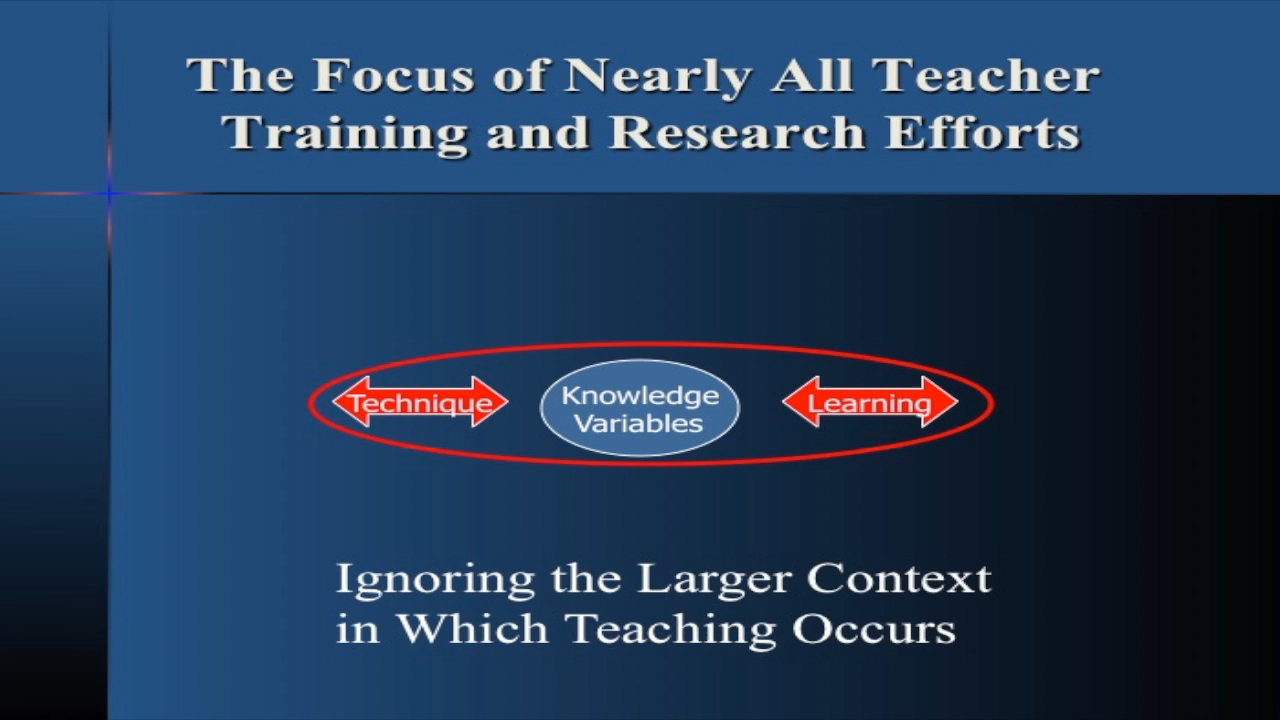 The Focus of Nearly All Teacher
Training and Research Efforts
Technique
Knowledge
Variables
Learning
Ignoring the Larger Context
in Which Teaching Occurs